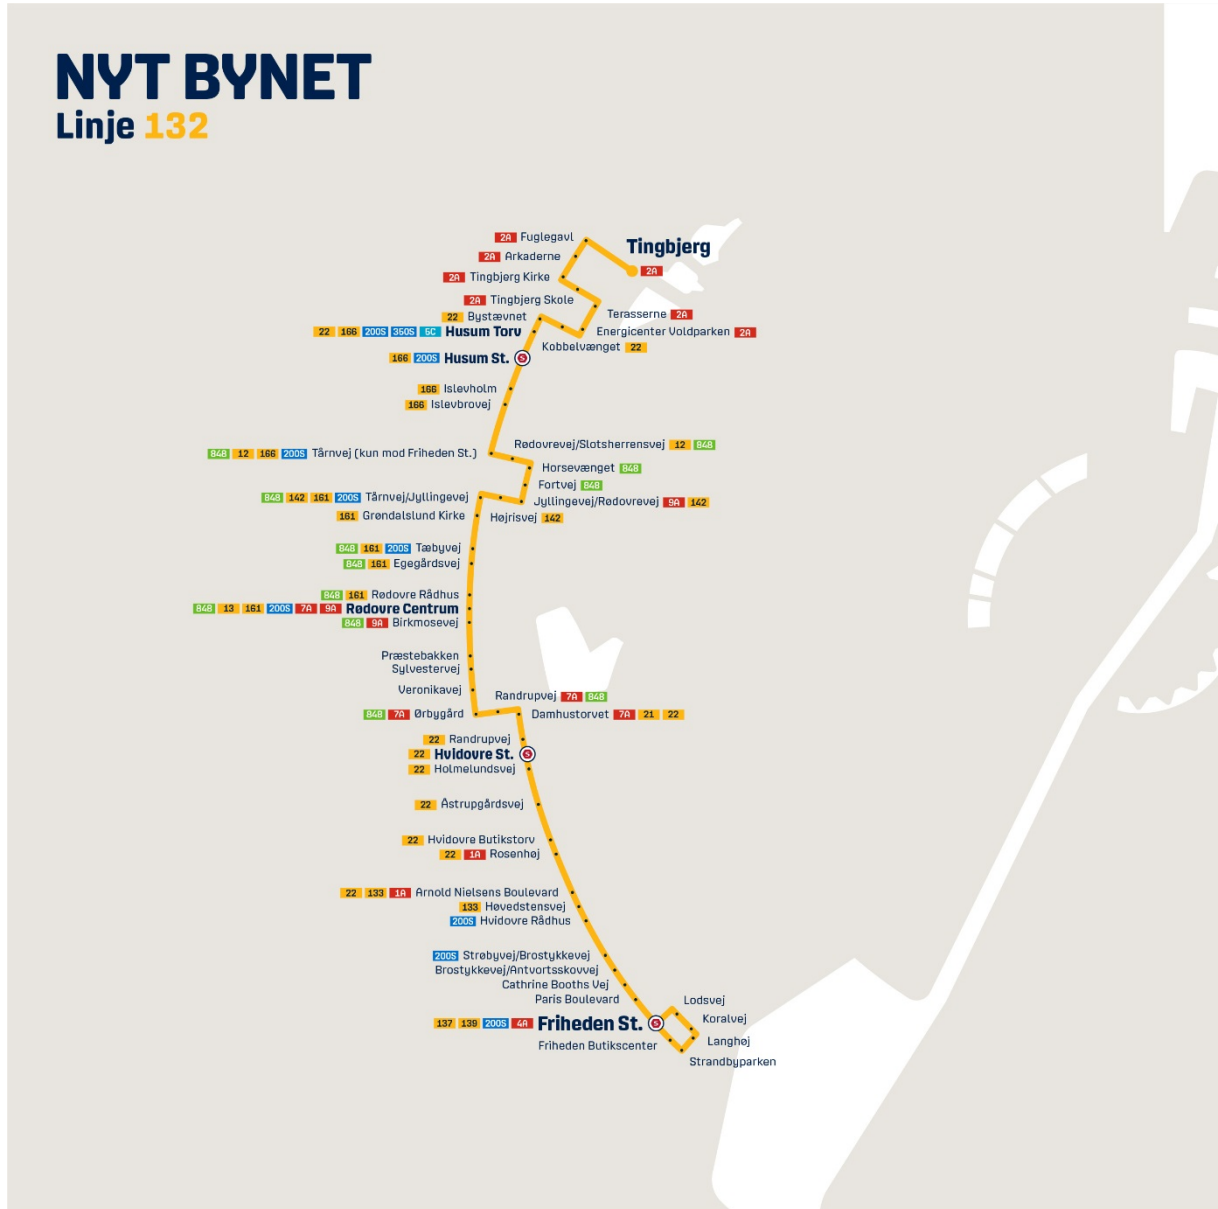 NYT BYNET
Linje 132
2A Fuglegavl
Tingbjerg
2A Arkaderne
2A
2A Tingbjerg Kirke
2A Tingbjerg Skole
Terasserne 2A
22 Bystævnet
22 166 200S 350S 5C Husum Torv
Energicenter Voldparken 2A
Kobbelvænget 22
166 200S Husum St. S
166 Islevholm
166 Islevbrovej
Rødovrevej/Slotsherrensvej 12 848
848 12 166 200S Tårnvej (kun mod Friheden St.)
Horsevænget 848
Fortvej 848
848 142 161 200S Tårnvej/Jyllingevej
Jyllingevej/Rødovrevej 9A 142
161 Grøndalslund Kirke
Højrisvej 142
848 161 200S Tæbyvej
848 161 Egegårdsvej
848 161 Rødovre Rådhus
848 13 161 200S 7A 9A Rødovre Centrum
848 9A Birkmosevej
Præstebakken
Sylvestervej
Veronikavej
Randrupvej 7A 848
848 7A Ørbygård
Damhustorvet 7A 21 22
22 Randrupvej
22 Hvidovre St. S
22 Holmelundsvej
22 Åstrupgårdsvej
22 Hvidovre Butikstorv
22 1A Rosenhøj
22 133 1A Arnold Nielsens Boulevard
133 Høvedstensvej
200S Hvidovre Rådhus
200S Strøbyvej/Brostykkevej
Brostykkevej/Antvortsskovvej
Cathrine Booths Vej
Paris Boulevard
Lodsvej
Koralvej
137 139 200S 4A Friheden St. S
Langhøj
Friheden Butikscenter
Strandbyparken